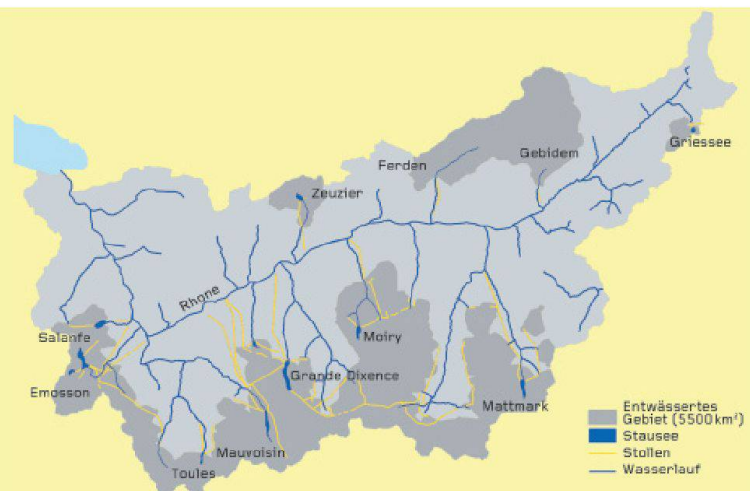 Griessee
Gebidem
Ferden
Zeuzier
Rhone
Salanfe
Moiry
Grande Dixence
Emosson
Mattmark
Mauvoisin
Toules
Entwässertes
Gebiet (5500 km²)
Stausee
Stollen
Wasserlauf